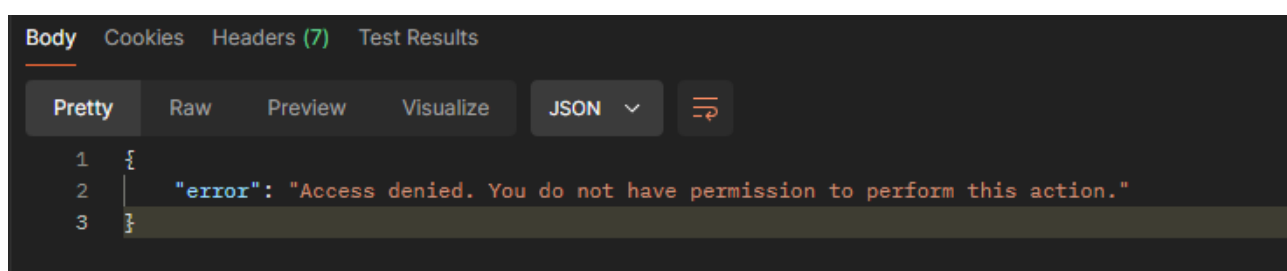 Body Cookies Headers (7) Test Results
Pretty Raw Preview Visualize JSON
1 {
2 "error": "Access denied. You do not have permission to perform this action."
3 }